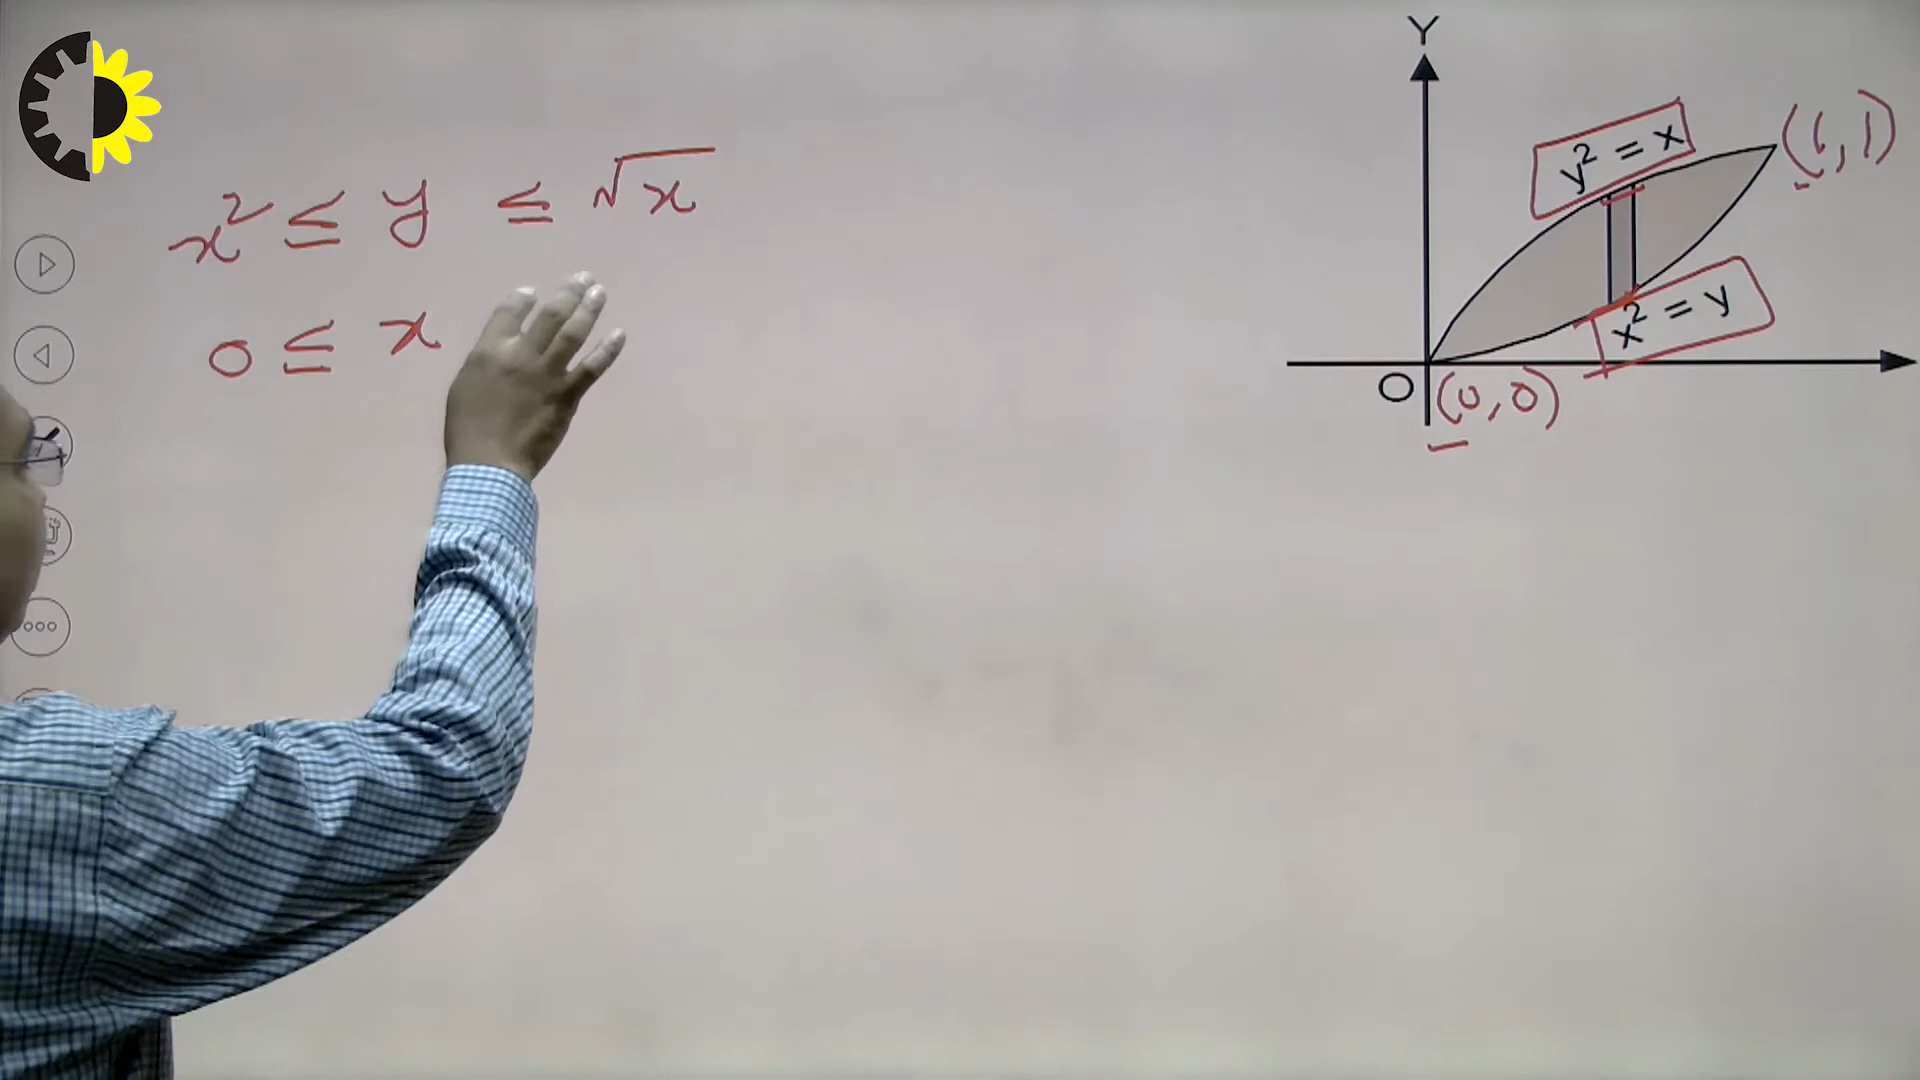 x² ≤ y ≤ √x
0 ≤ x
Y
y² = x
(1, 1)
x² = y
O
(0, 0)